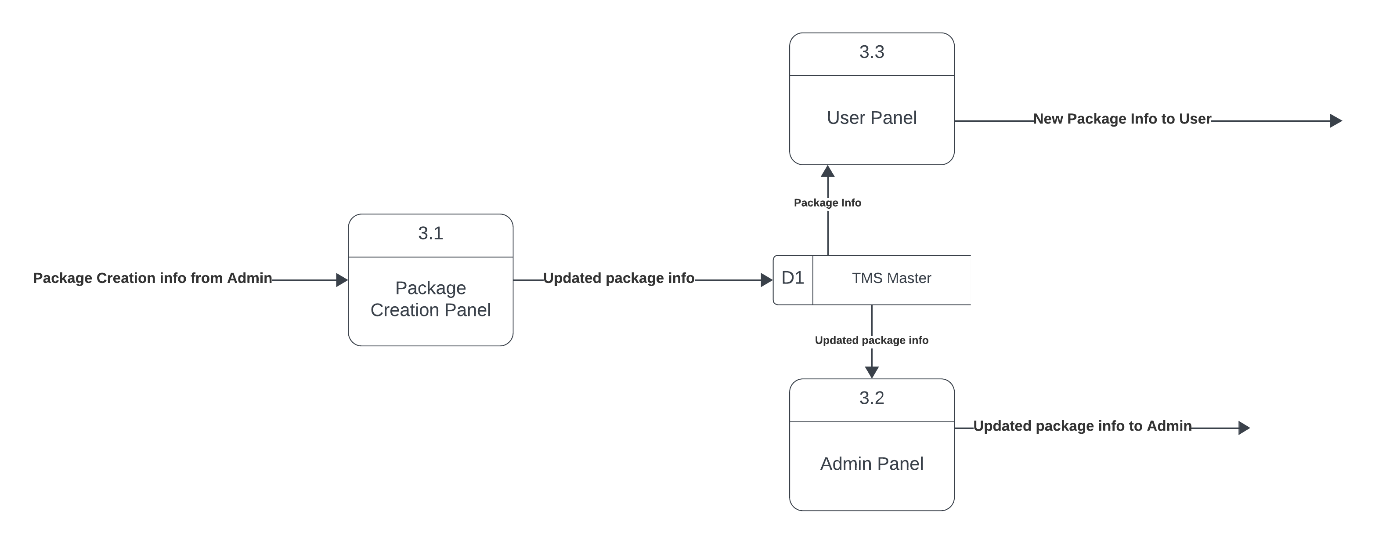 3.3
User Panel
New Package Info to User
Package Info
3.1
Package Creation info from Admin
Package
Creation Panel
Updated package info
D1
TMS Master
Updated package info
3.2
Updated package info to Admin
Admin Panel